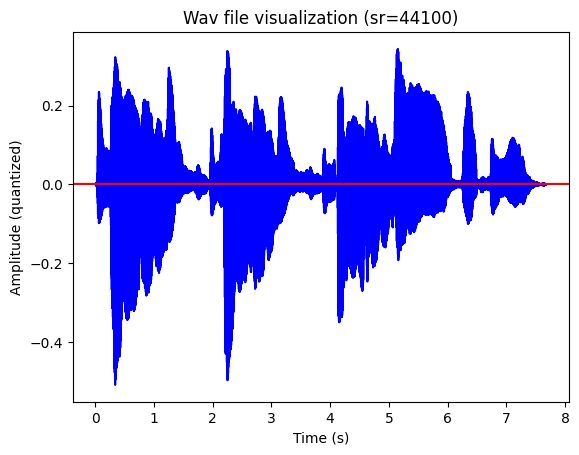 Wav file visualization (sr=44100)
Amplitude (quantized)
0.2
0.0
−0.2
−0.4
0 1 2 3 4 5 6 7 8
Time (s)